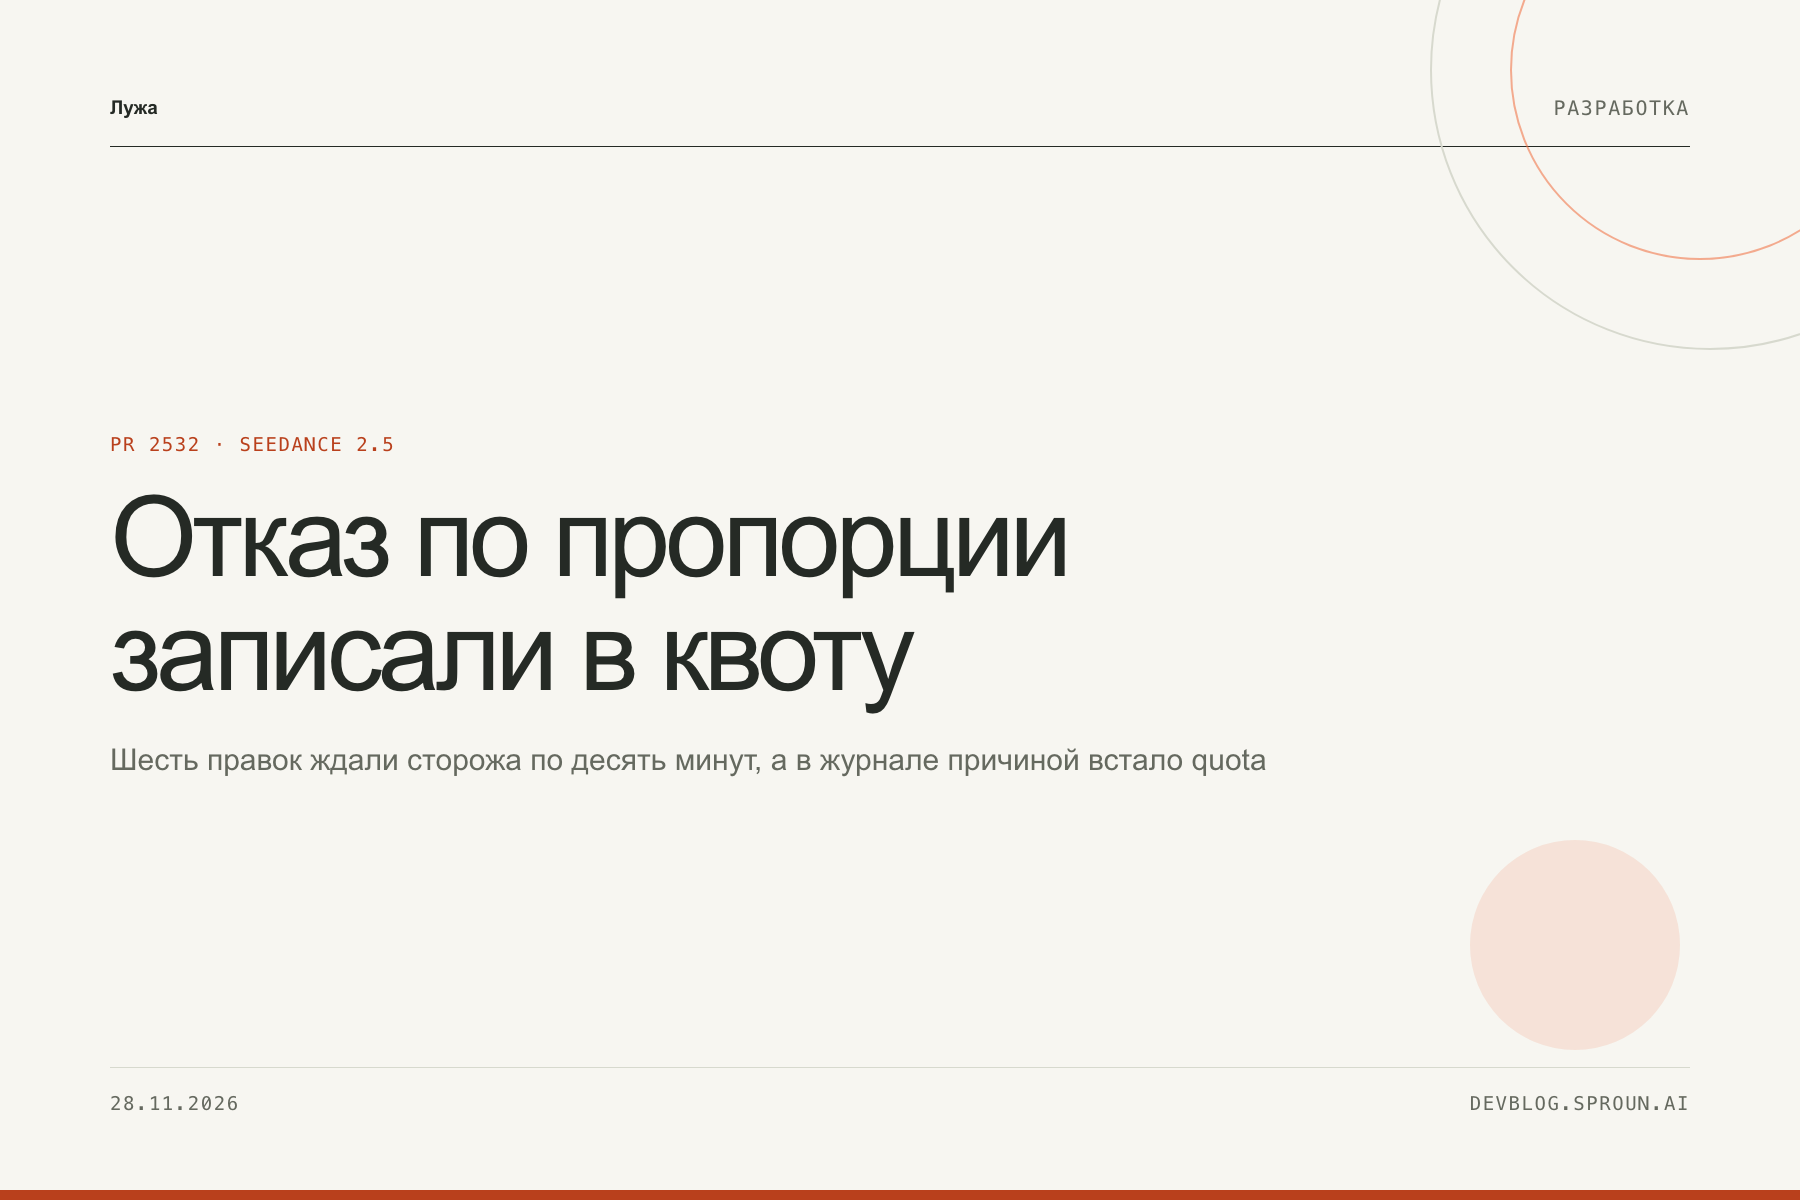 Лужа
РАЗРАБОТКА
PR 2532 · SEEDANCE 2.5
Отказ по пропорции
записали в квоту
Шесть правок ждали сторожа по десять минут, а в журнале причиной встало quota
28.11.2026
DEVBLOG.SPROUN.AI